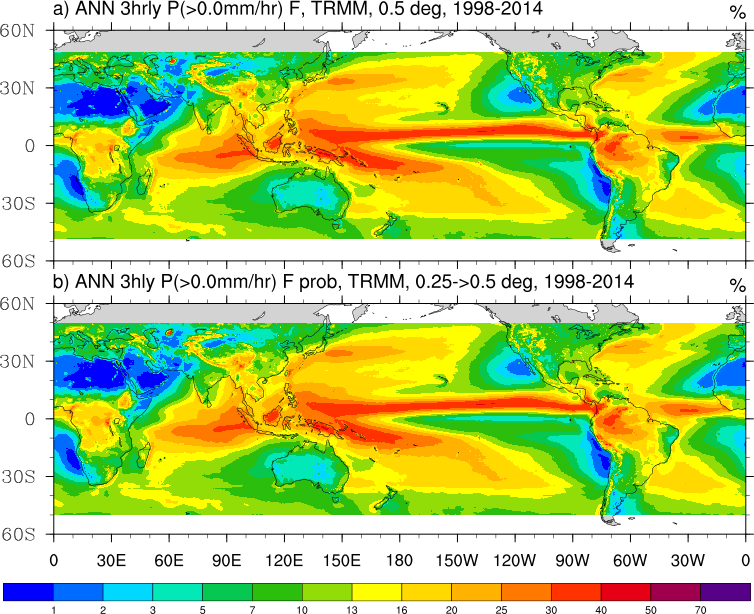 a) ANN 3hrly P(>0.0mm/hr) F, TRMM, 0.5 deg, 1998-2014
%
60N
30N
0
30S
60S
b) ANN 3hly P(>0.0mm/hr) F prob, TRMM, 0.25->0.5 deg, 1998-2014
%
60N
30N
0
30S
60S
0 30E 60E 90E 120E 150E 180 150W 120W 90W 60W 30W 0
1 2 3 5 7 10 13 16 20 25 30 40 50 70